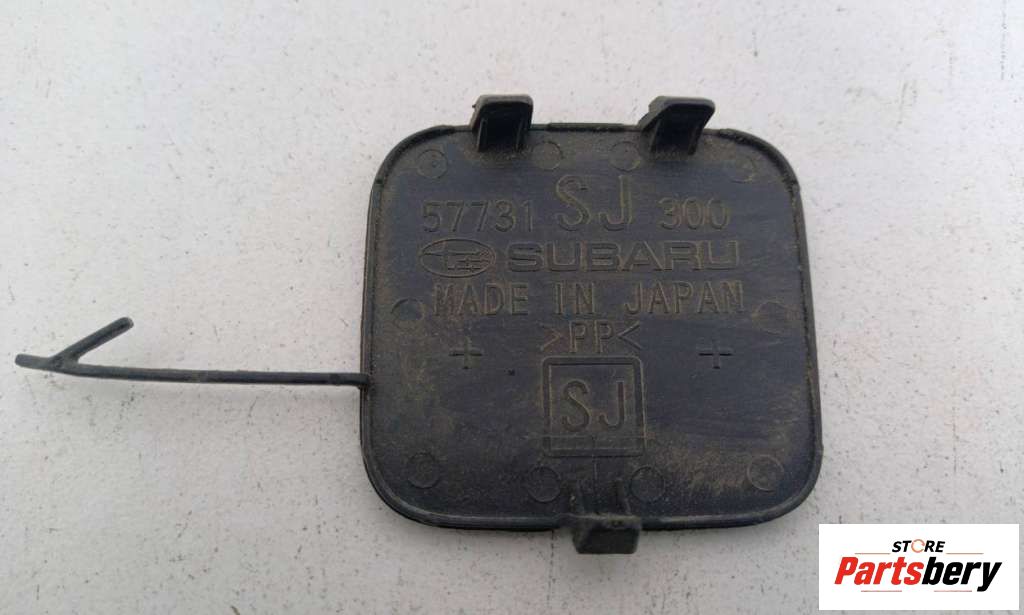 57731 SJ 300
SUBARU
MADE IN JAPAN
>PP<
SJ
STORE
Partsbery